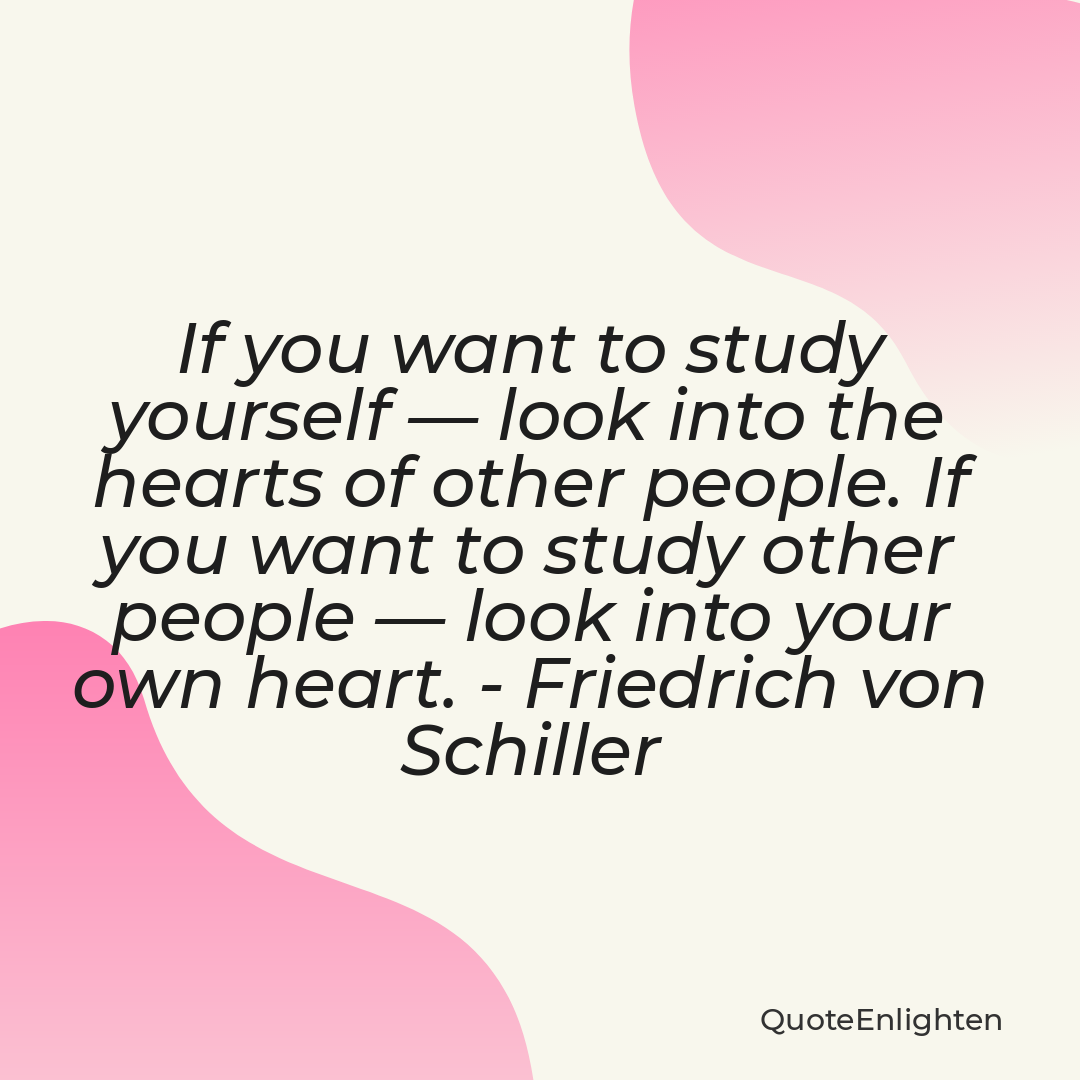 If you want to study
yourself — look into the
hearts of other people. If
you want to study other
people — look into your
own heart. - Friedrich von
Schiller
QuoteEnlighten